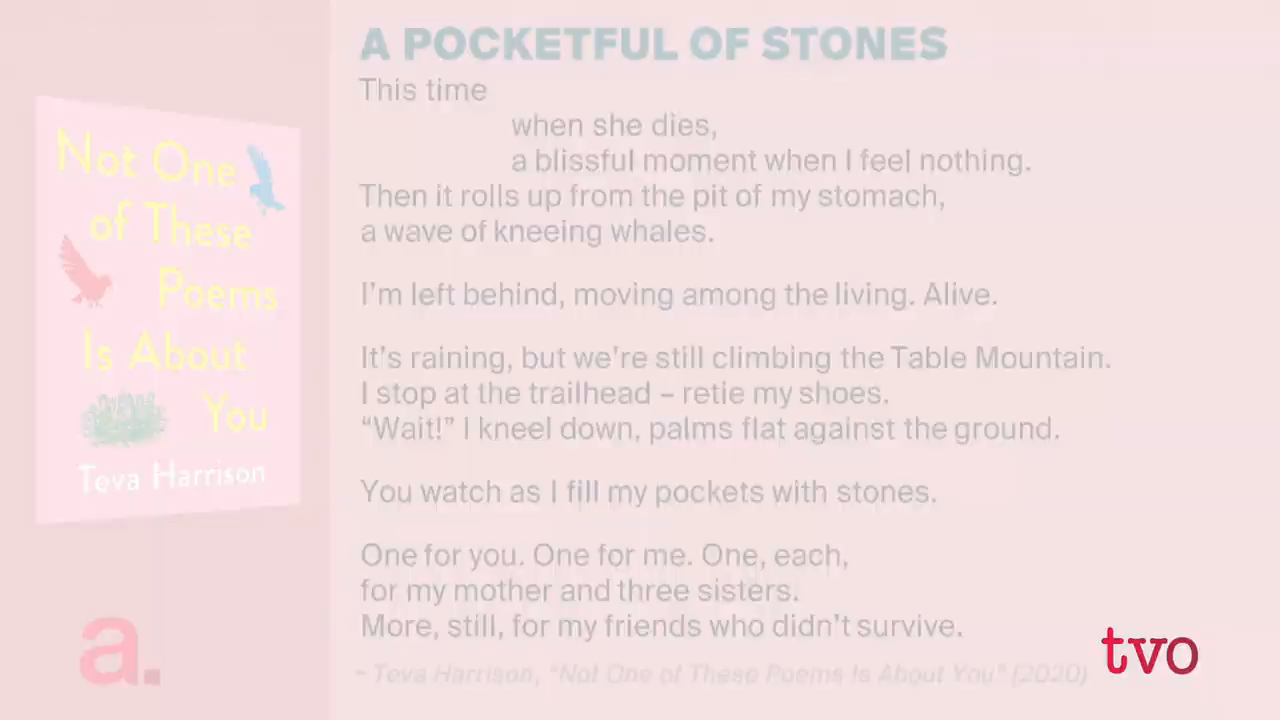 A POCKETFUL OF STONES
This time
when she dies,
a blissful moment when I feel nothing.
Then it rolls up from the pit of my stomach,
a wave of kneeing whales.
I'm left behind, moving among the living. Alive.
It's raining, but we're still climbing the Table Mountain.
I stop at the trailhead – retie my shoes.
"Wait!" I kneel down, palms flat against the ground.
You watch as I fill my pockets with stones.
One for you. One for me. One, each,
for my mother and three sisters.
More, still, for my friends who didn't survive.
~ Teva Harrison, "Not One of These Poems Is About You" (2020)
Not One
of These
Poems
Is About
You
Teva Harrison
a.
tvo